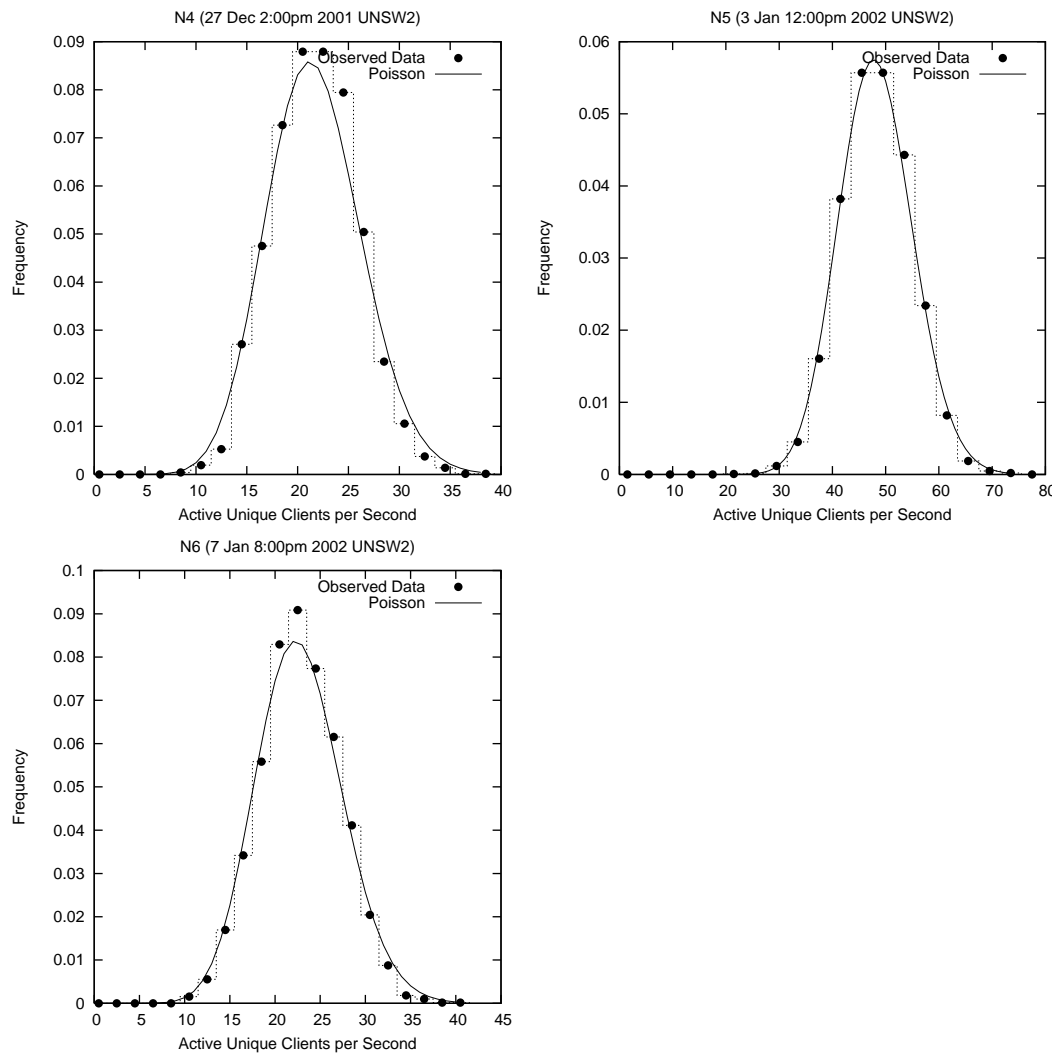 N4 (27 Dec 2:00pm 2001 UNSW2)
0.09
0.08
0.07
0.06
0.05
0.04
0.03
0.02
0.01
0
Frequency
Observed Data
Poisson
0 5 10 15 20 25 30 35 40
Active Unique Clients per Second
N5 (3 Jan 12:00pm 2002 UNSW2)
0.06
0.05
0.04
0.03
0.02
0.01
0
Frequency
Observed Data
Poisson
0 10 20 30 40 50 60 70 80
Active Unique Clients per Second
N6 (7 Jan 8:00pm 2002 UNSW2)
0.1
0.09
0.08
0.07
0.06
0.05
0.04
0.03
0.02
0.01
0
Frequency
Observed Data
Poisson
0 5 10 15 20 25 30 35 40 45
Active Unique Clients per Second